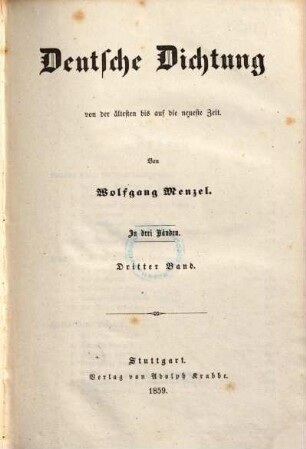 Deutsche Dichtung
von der ältesten bis auf die neueste Zeit.
Von
Wolfgang Menzel.
In drei Bänden.
Dritter Band.
Stuttgart.
Verlag von Adolph Krabbe.
1859.